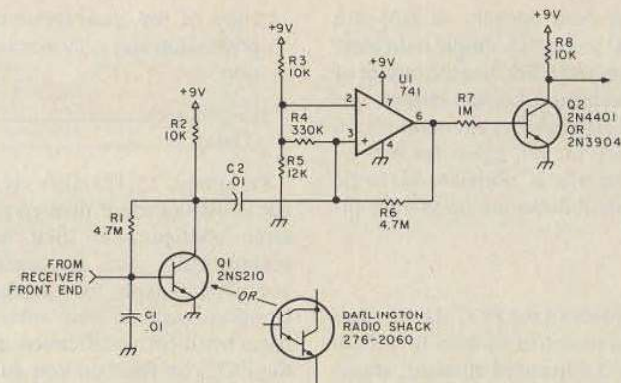 +9V
R8
10K
+9V
R3
10K
+9V
U1
741
2
-
7
6
R7
1M
Q2
2N4401
OR
2N3904
R4
330K
3
+
4
+9V
R2
10K
C2
.01
R5
12K
R6
4.7M
R1
4.7M
FROM
RECEIVER
FRONT END
Q1
2NS210
OR
C1
.01
DARLINGTON
RADIO SHACK
276-2060